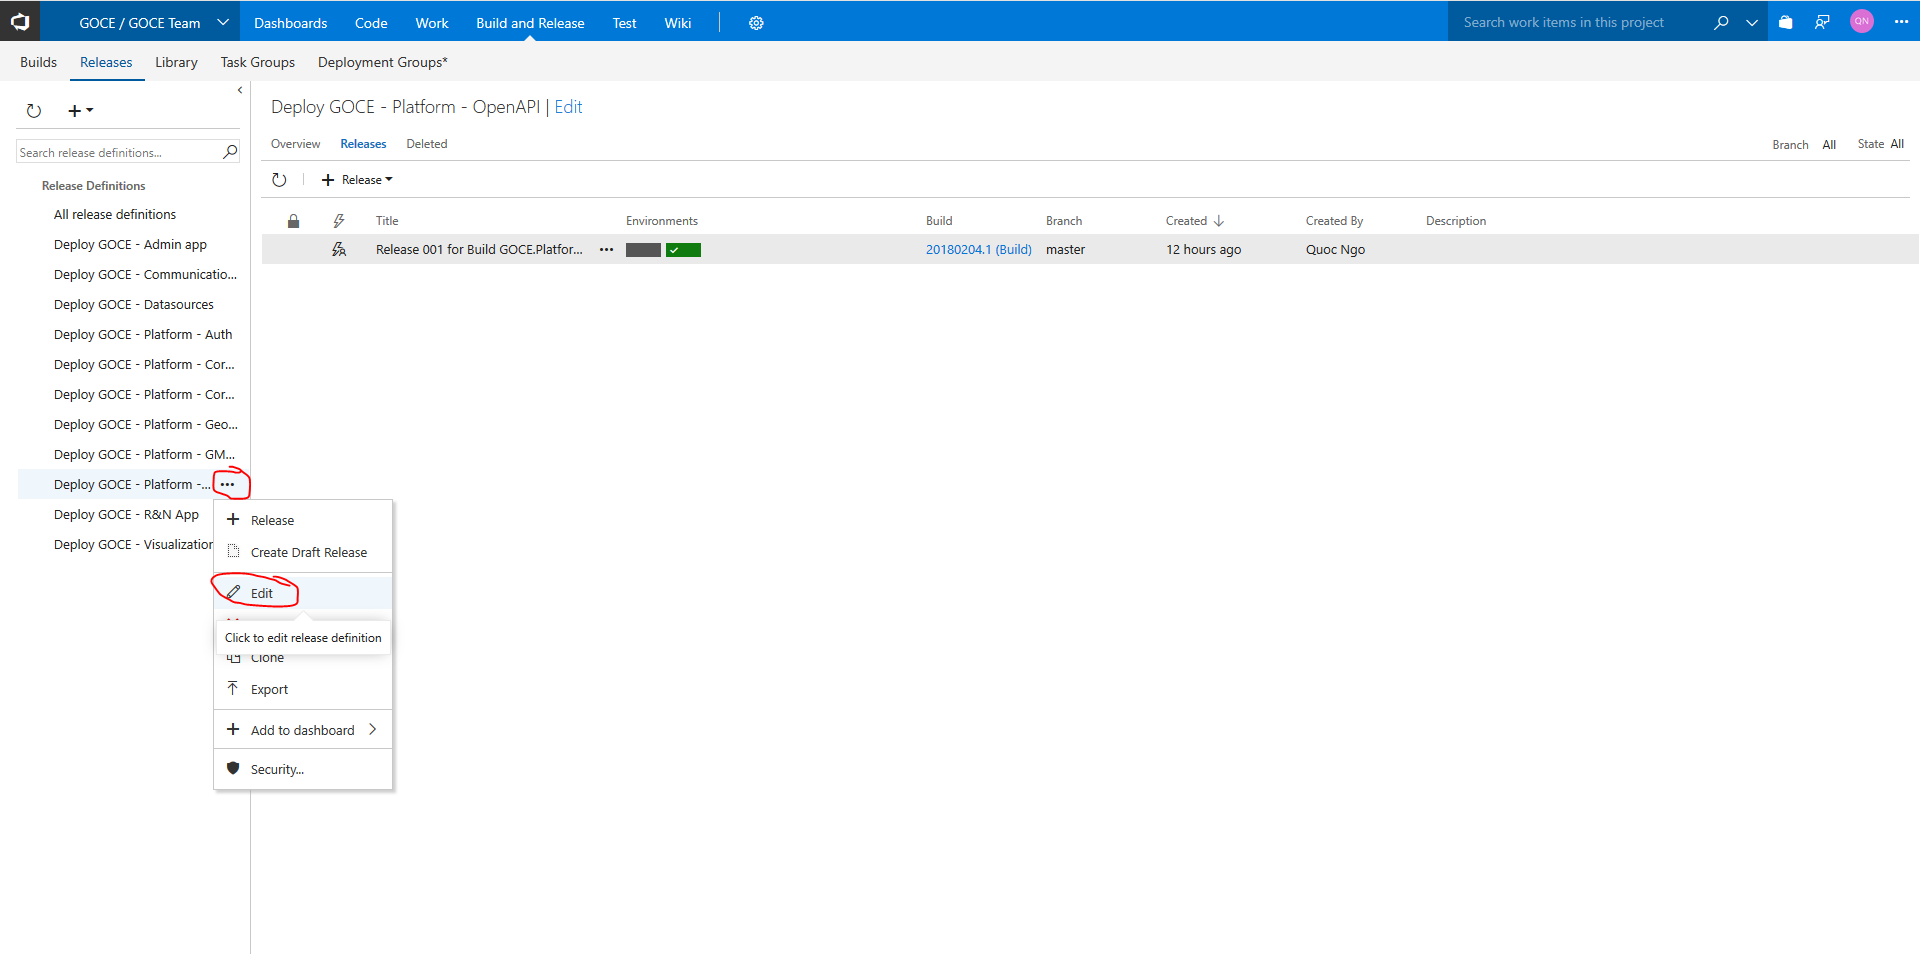 GOCE / GOCE Team Dashboards Code Work Build and Release Test Wiki Search work items in this project QN
Builds Releases Library Task Groups Deployment Groups*
Deploy GOCE - Platform - OpenAPI | Edit
Overview Releases Deleted Branch All State All
Search release definitions...
Release
Release Definitions
Title Environments Build Branch Created Created By Description
Release 001 for Build GOCE.Platfor... 20180204.1 (Build) master 12 hours ago Quoc Ngo
All release definitions
Deploy GOCE - Admin app
Deploy GOCE - Communicatio...
Deploy GOCE - Datasources
Deploy GOCE - Platform - Auth
Deploy GOCE - Platform - Cor...
Deploy GOCE - Platform - Cor...
Deploy GOCE - Platform - Geo...
Deploy GOCE - Platform - GM...
Deploy GOCE - Platform -...
Deploy GOCE - R&N App
Deploy GOCE - Visualization
Release
Create Draft Release
Edit
Click to edit release definition
Clone
Export
Add to dashboard
Security...